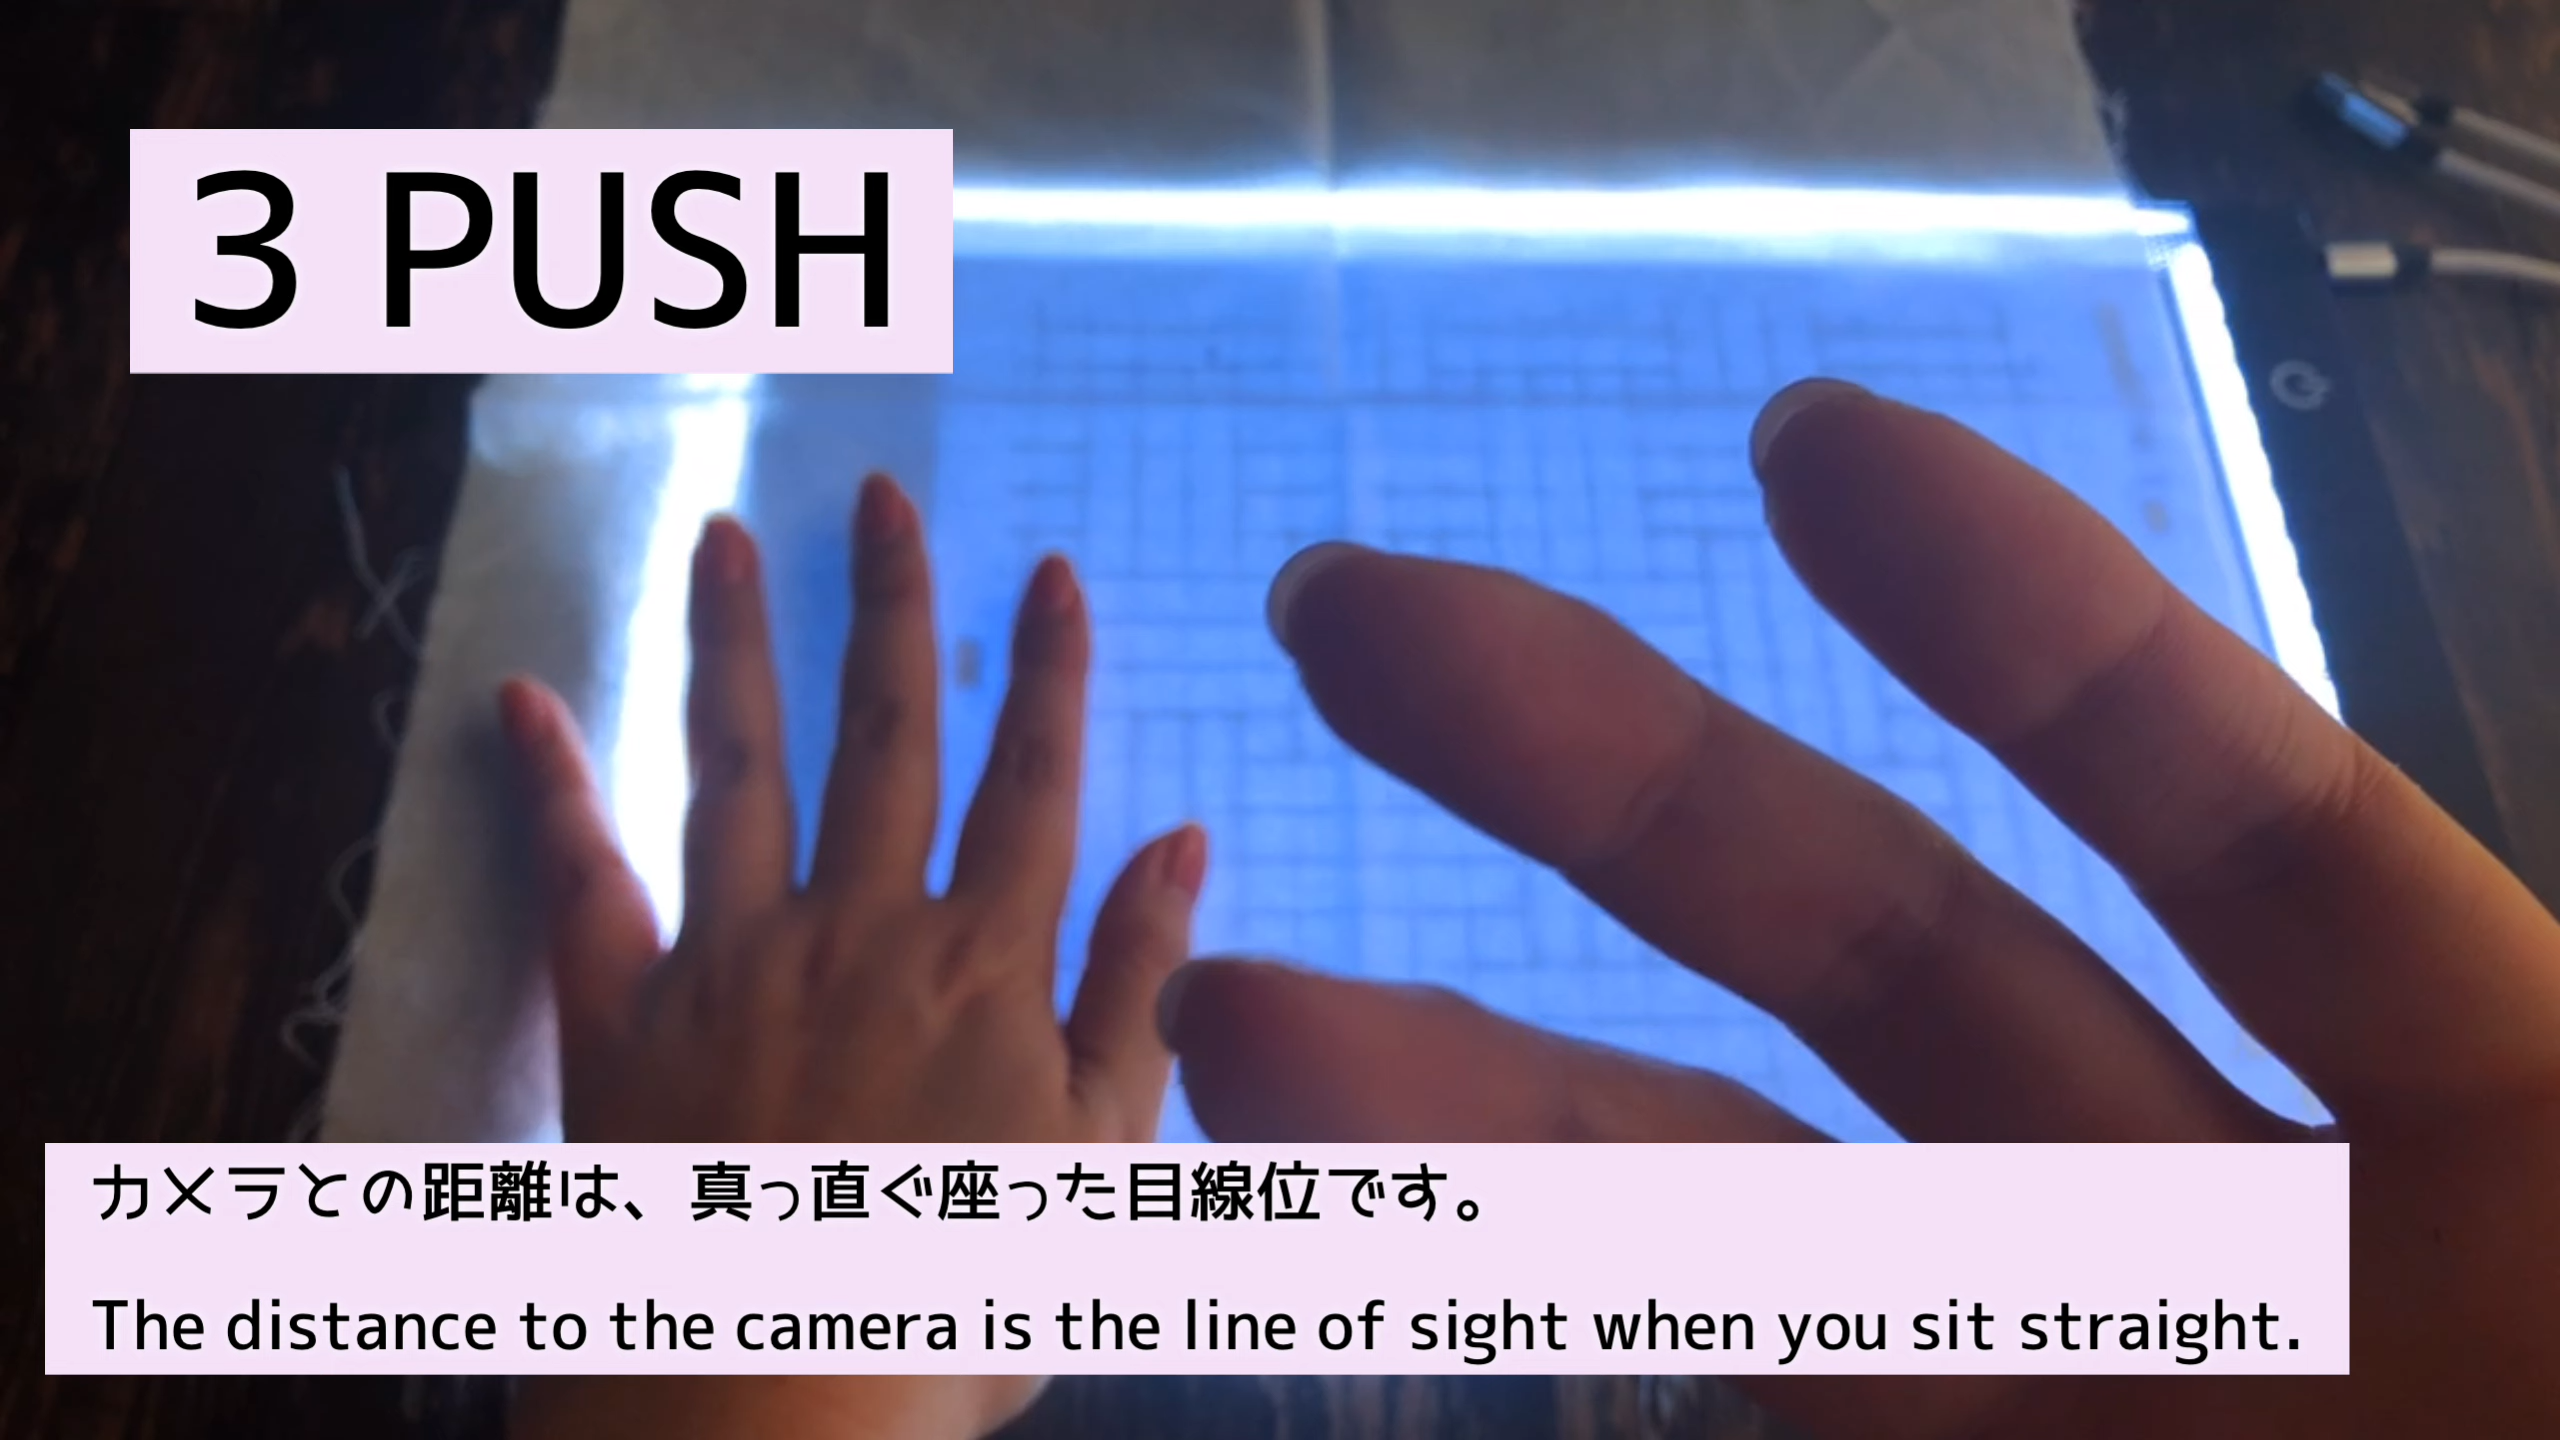 3 PUSH
カメラとの距離は、真っ直ぐ座った目線位です。
The distance to the camera is the line of sight when you sit straight.